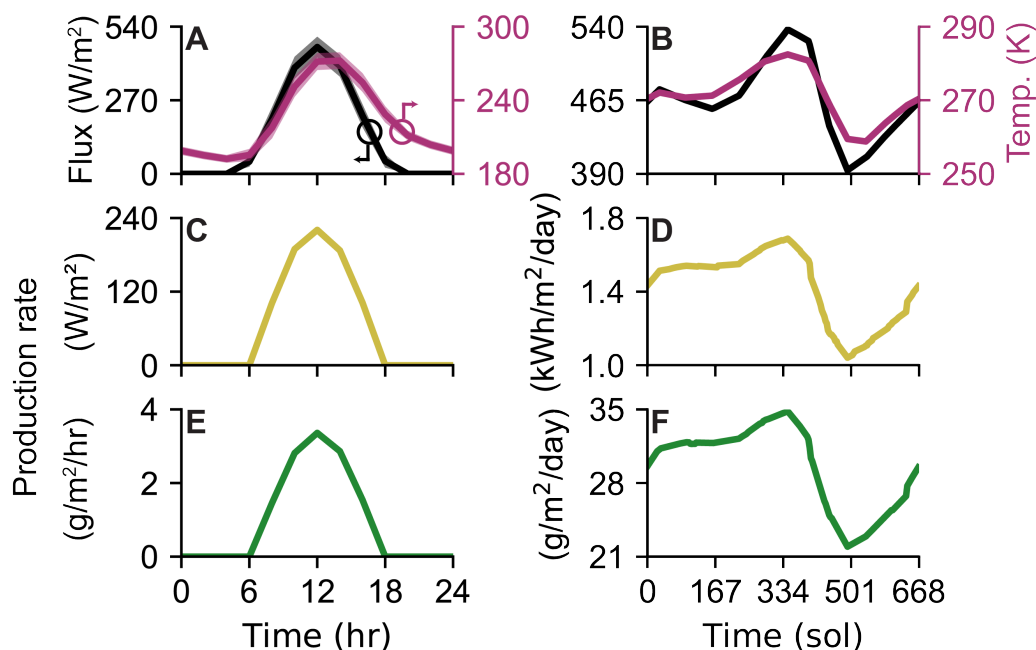 A
Flux (W/m²)
540
270
0
300
240
180
B
540
465
390
290
270
250
Temp. (K)
Production rate
C
(W/m²)
240
120
0
D
(kWh/m²/day)
1.8
1.4
1.0
E
(g/m²/hr)
4
2
0
0 6 12 18 24
Time (hr)
F
(g/m²/day)
35
28
21
0 167 334 501 668
Time (sol)